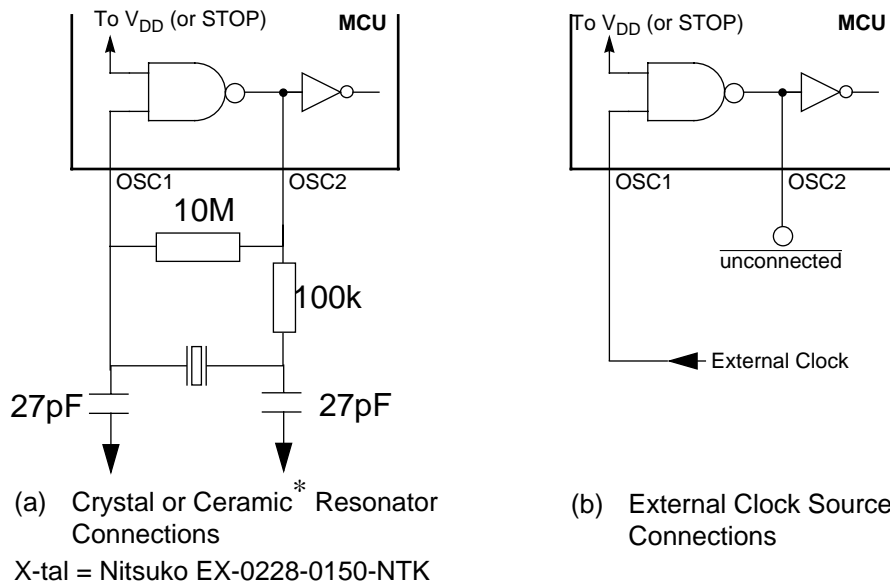 To VDD (or STOP) MCU
OSC1 OSC2
10M
100k
27pF 27pF
(a) Crystal or Ceramic* Resonator
Connections
X-tal = Nitsuko EX-0228-0150-NTK
To VDD (or STOP) MCU
OSC1 OSC2
unconnected
External Clock
(b) External Clock Source
Connections